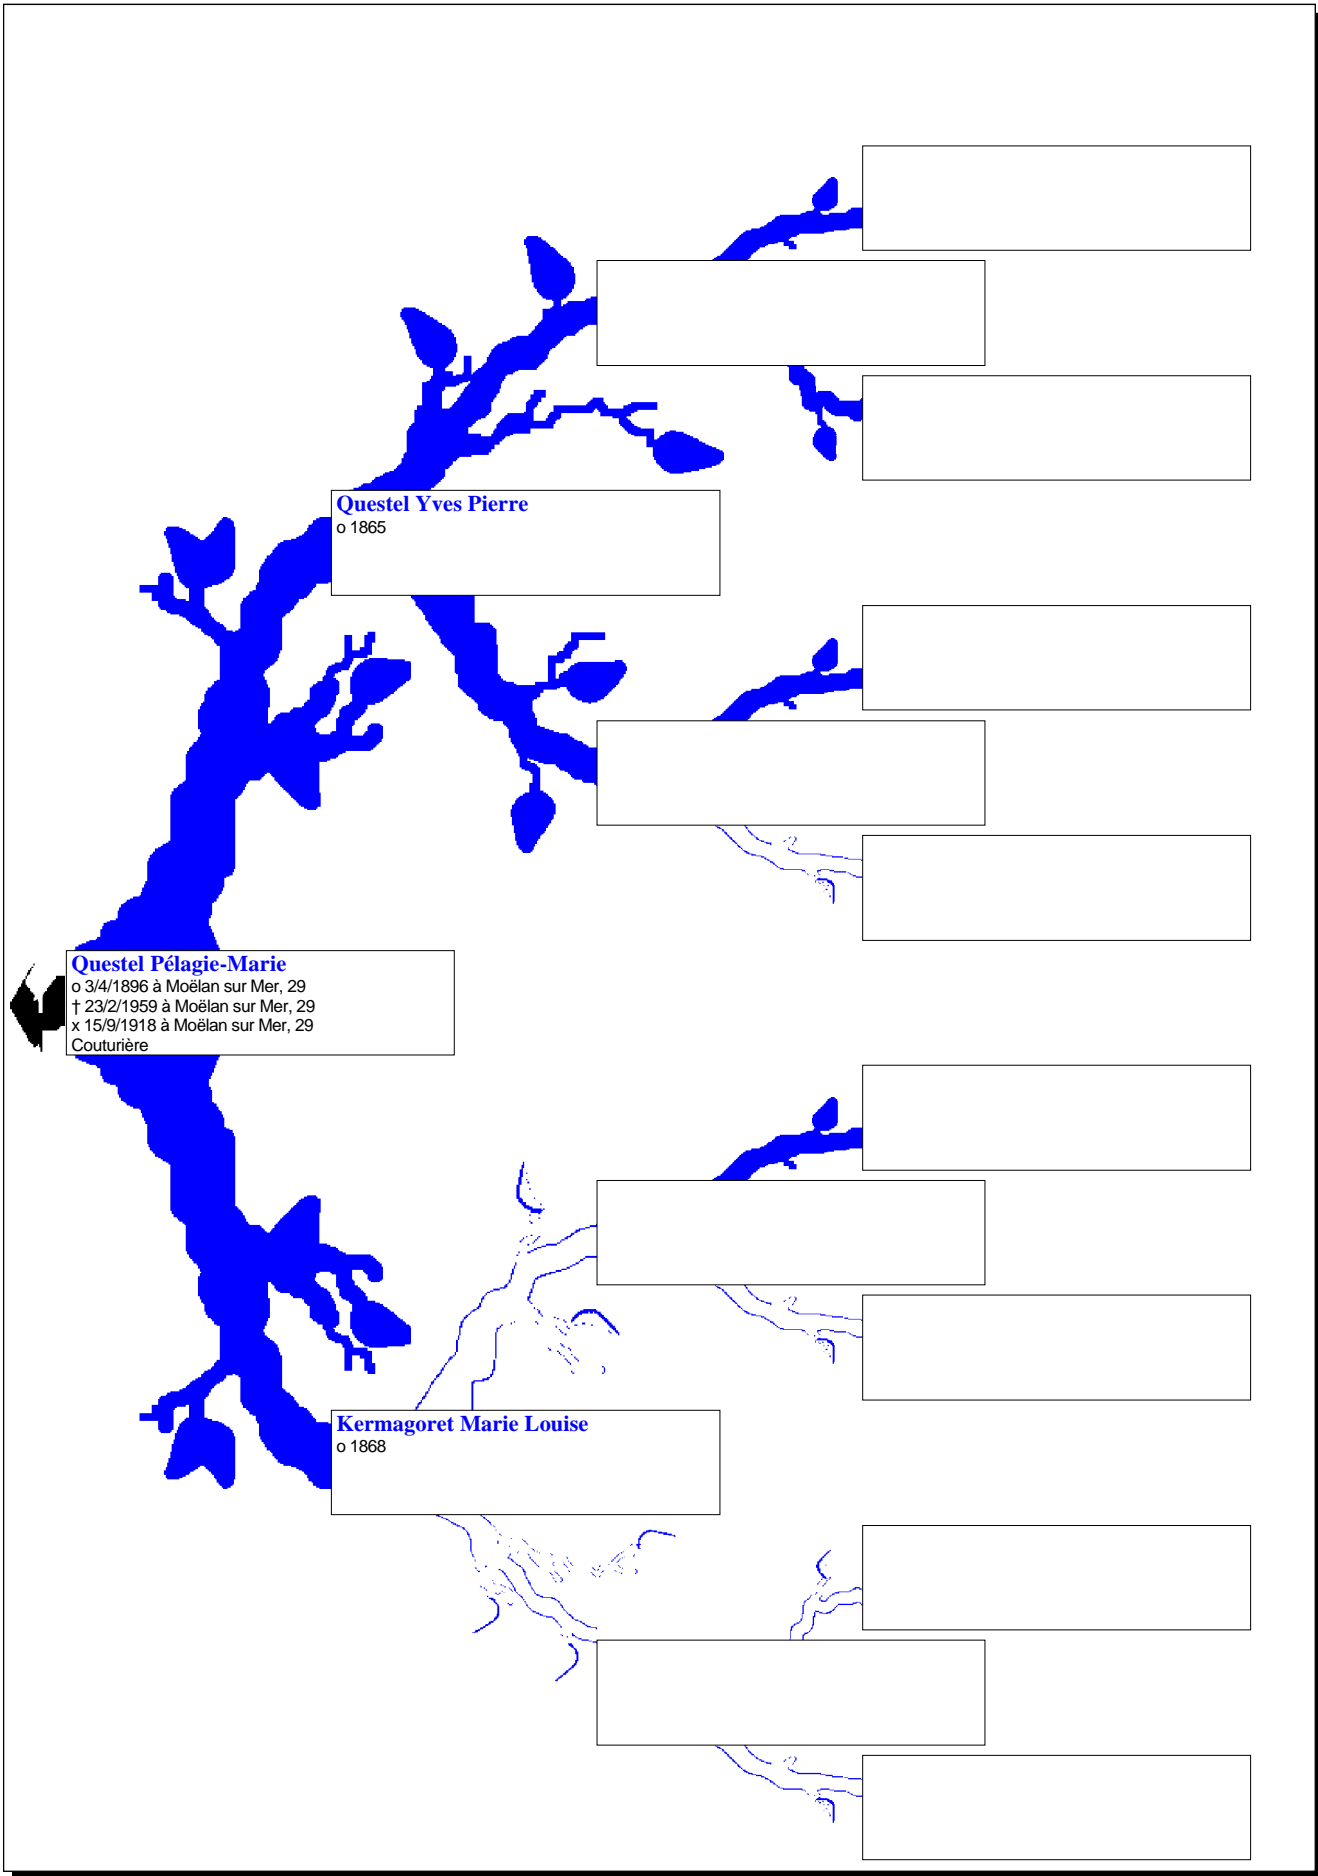 Questel Yves Pierre
o 1865
Questel Pélagie-Marie
o 3/4/1896 à Moëlan sur Mer, 29
† 23/2/1959 à Moëlan sur Mer, 29
x 15/9/1918 à Moëlan sur Mer, 29
Couturière
Kermagoret Marie Louise
o 1868